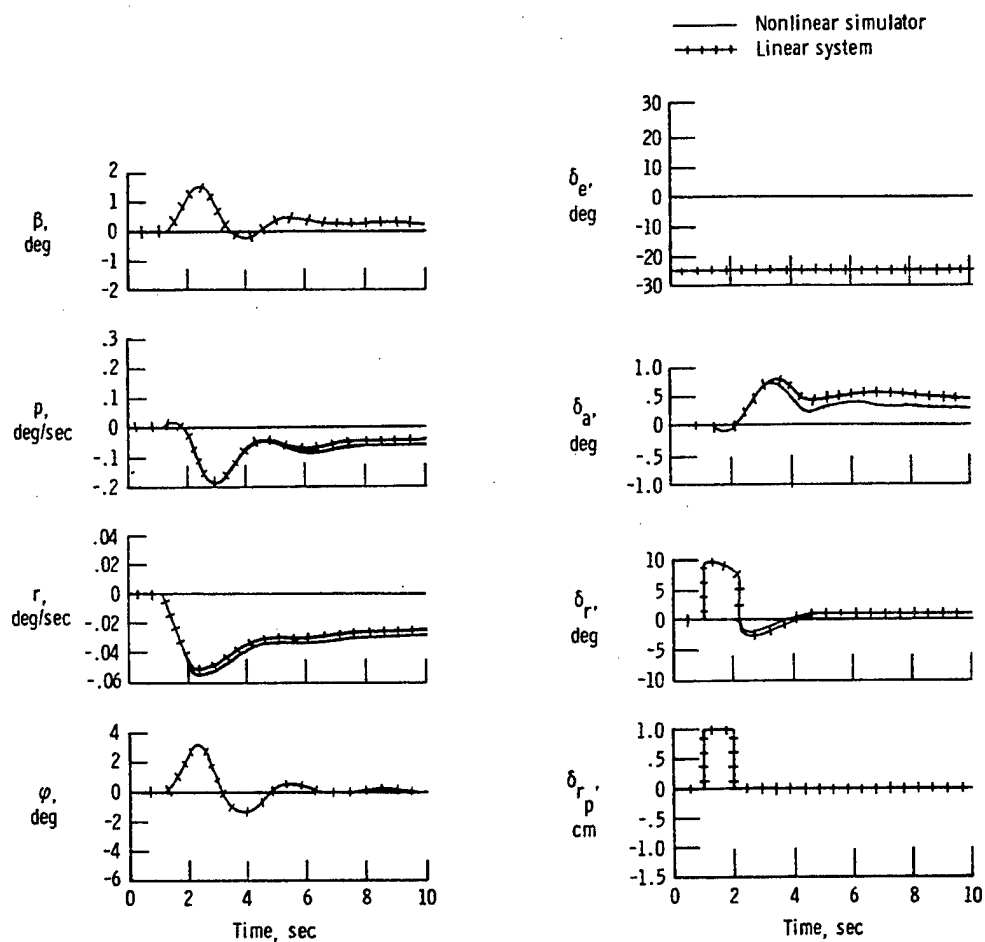 Nonlinear simulator
Linear system
2
1
0
-1
-2
β,
deg
.3
.2
.1
0
-.1
-.2
p,
deg/sec
.04
.02
0
-.02
-.04
-.06
r,
deg/sec
4
2
0
-2
-4
-6
φ,
deg
0 2 4 6 8 10
Time, sec
30
20
10
0
-10
-20
-30
δe,
deg
1.0
.5
0
-.5
-1.0
δa,
deg
10
5
0
-5
-10
δr,
deg
1.0
.5
0
-.5
-1.0
-1.5
δrp,
cm
0 2 4 6 8 10
Time, sec